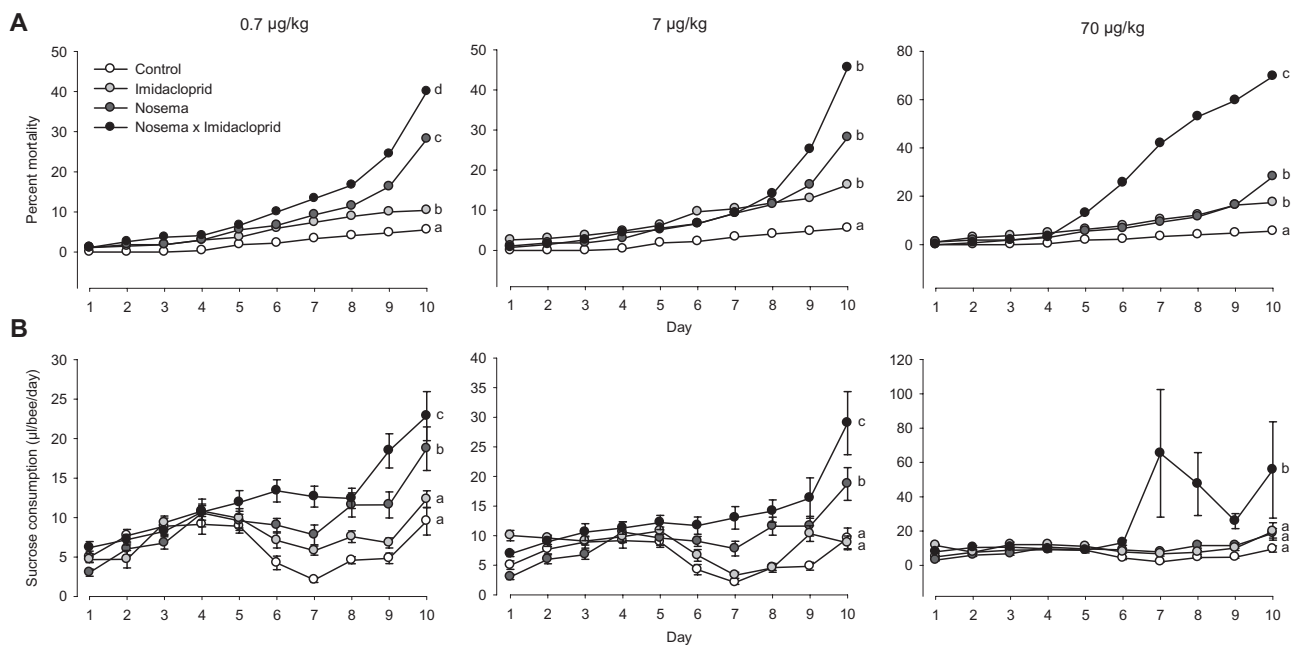 A
0.7 µg/kg
7 µg/kg
70 µg/kg
Percent mortality
50
40
30
20
10
0
Control
Imidacloprid
Nosema
Nosema x Imidacloprid
d
c
b
a
1 2 3 4 5 6 7 8 9 10
50
40
30
20
10
0
b
b
b
a
1 2 3 4 5 6 7 8 9 10
Day
80
60
40
20
0
c
b
b
a
1 2 3 4 5 6 7 8 9 10
B
Sucrose consumption (µl/bee/day)
30
25
20
15
10
5
0
c
b
a
a
1 2 3 4 5 6 7 8 9 10
40
35
30
25
20
15
10
5
0
c
b
a
a
1 2 3 4 5 6 7 8 9 10
Day
120
100
80
60
40
20
0
b
a
a
a
1 2 3 4 5 6 7 8 9 10